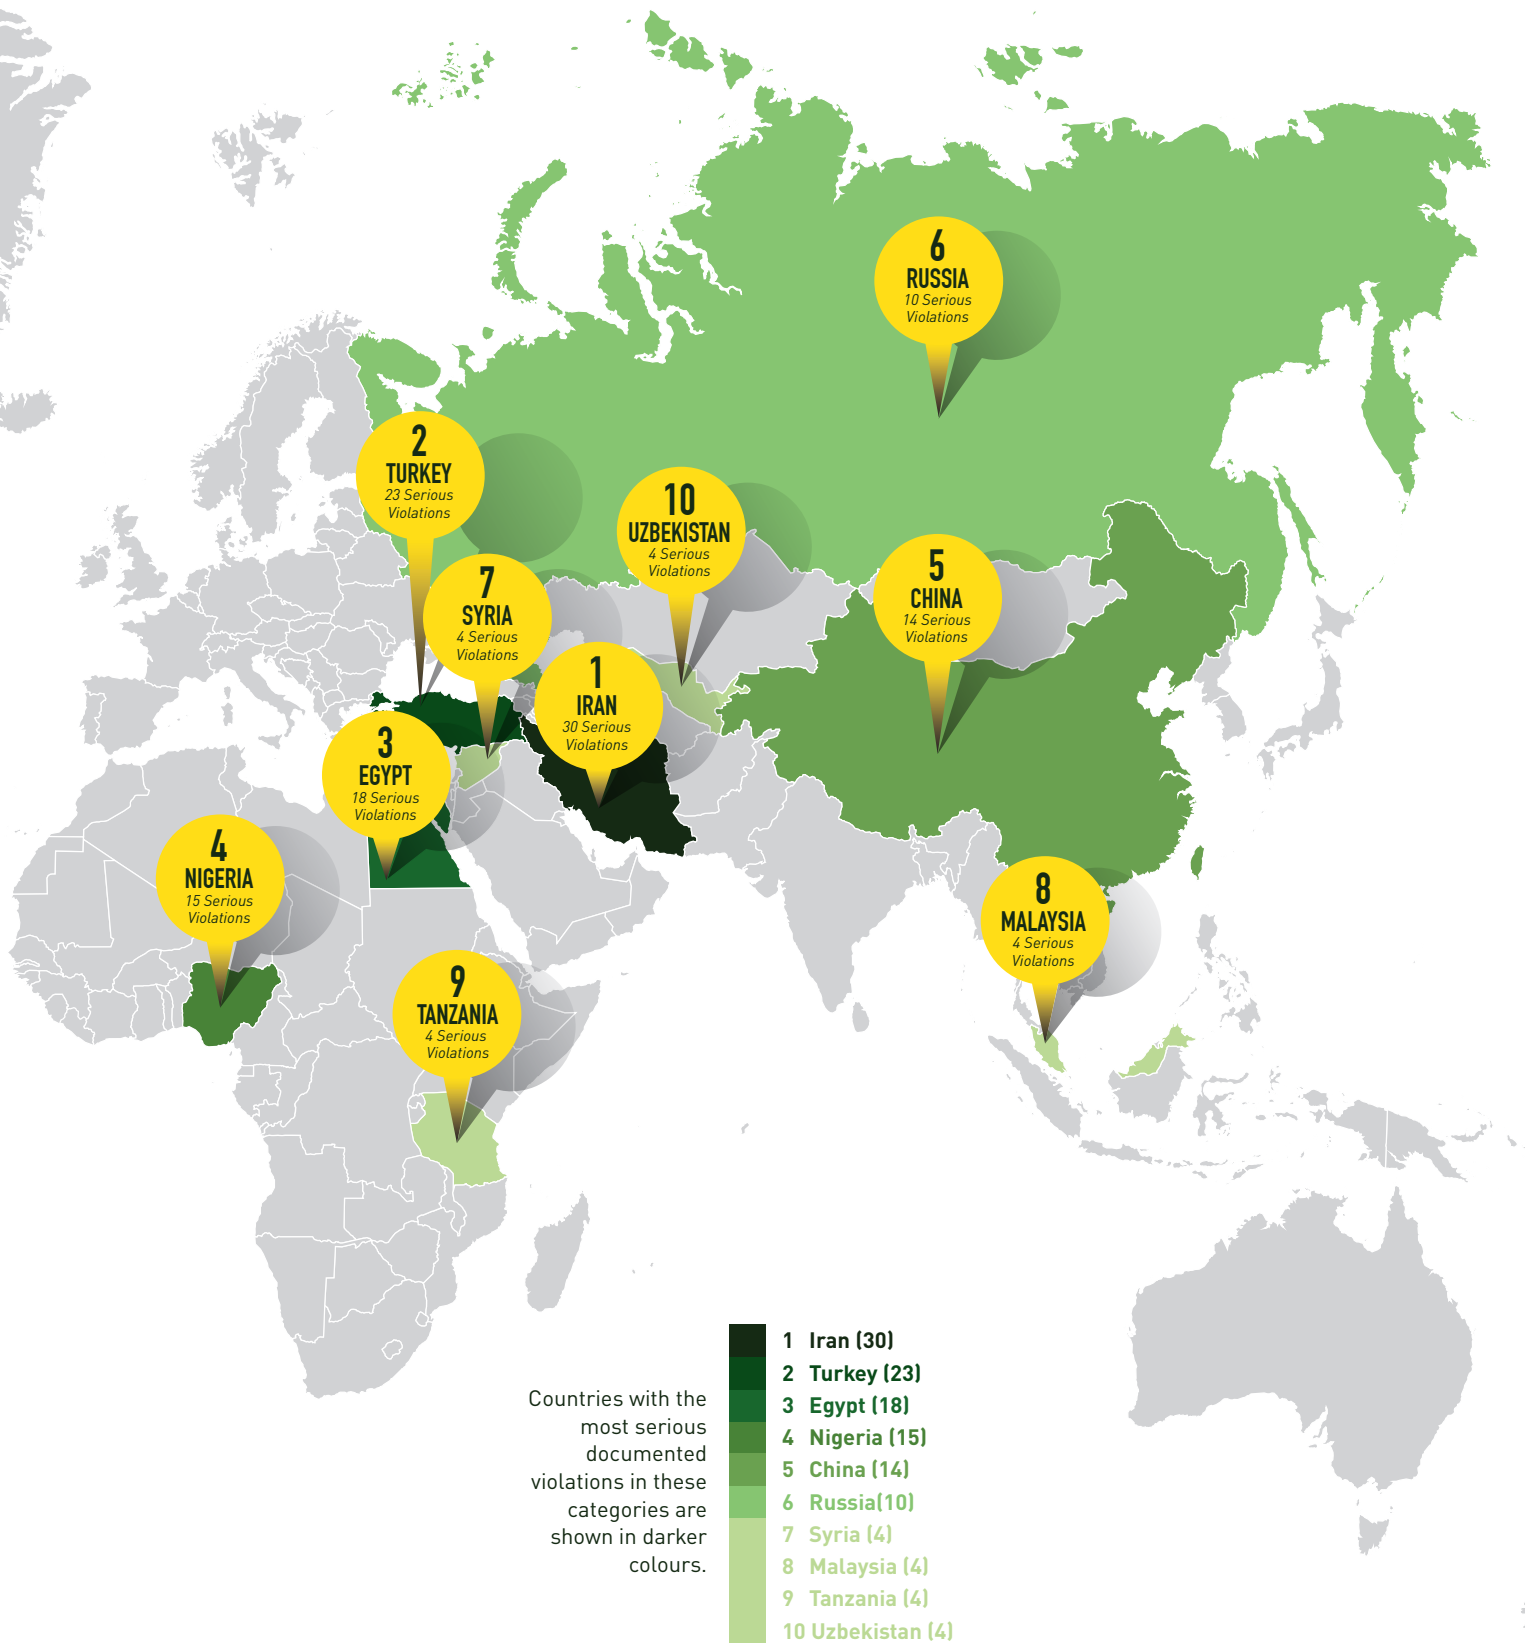 6
RUSSIA
10 Serious
Violations
2
TURKEY
23 Serious
Violations
10
UZBEKISTAN
4 Serious
Violations
7
SYRIA
4 Serious
Violations
5
CHINA
14 Serious
Violations
1
IRAN
30 Serious
Violations
3
EGYPT
18 Serious
Violations
4
NIGERIA
15 Serious
Violations
8
MALAYSIA
4 Serious
Violations
9
TANZANIA
4 Serious
Violations
Countries with the
most serious
documented
violations in these
categories are
shown in darker
colours.
1 Iran (30)
2 Turkey (23)
3 Egypt (18)
4 Nigeria (15)
5 China (14)
6 Russia(10)
7 Syria (4)
8 Malaysia (4)
9 Tanzania (4)
10 Uzbekistan (4)